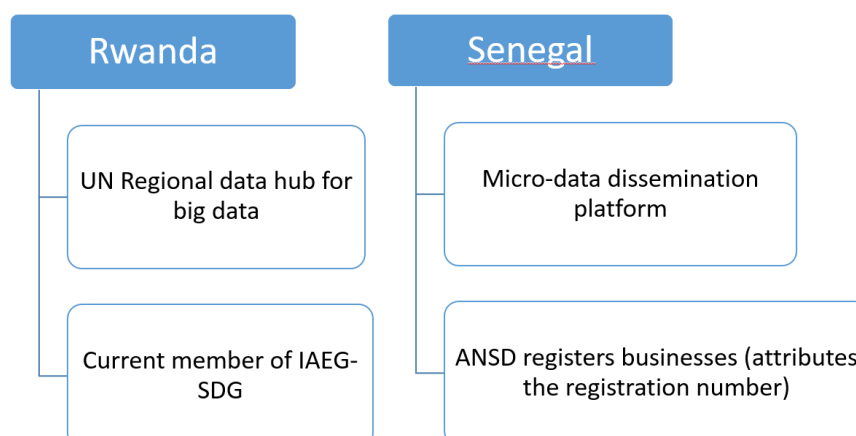 Rwanda
UN Regional data hub for
big data
Current member of IAEG-
SDG
Senegal
Micro-data dissemination
platform
ANSD registers businesses (attributes
the registration number)